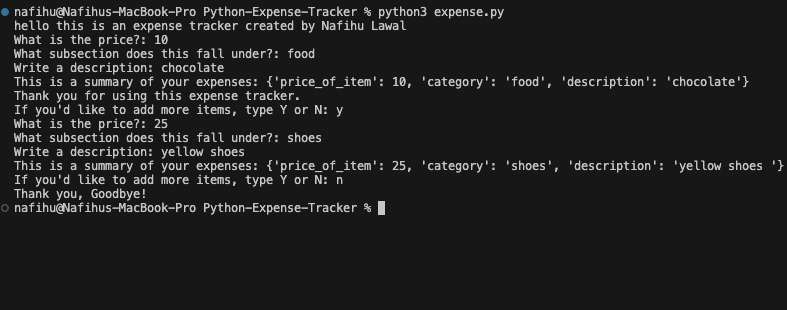 nafihu@Nafihus-MacBook-Pro Python-Expense-Tracker % python3 expense.py
hello this is an expense tracker created by Nafihu Lawal
What is the price?: 10
What subsection does this fall under?: food
Write a description: chocolate
This is a summary of your expenses: {'price_of_item': 10, 'category': 'food', 'description': 'chocolate'}
Thank you for using this expense tracker.
If you'd like to add more items, type Y or N: y
What is the price?: 25
What subsection does this fall under?: shoes
Write a description: yellow shoes
This is a summary of your expenses: {'price_of_item': 25, 'category': 'shoes', 'description': 'yellow shoes '}
If you'd like to add more items, type Y or N: n
Thank you, Goodbye!
nafihu@Nafihus-MacBook-Pro Python-Expense-Tracker %